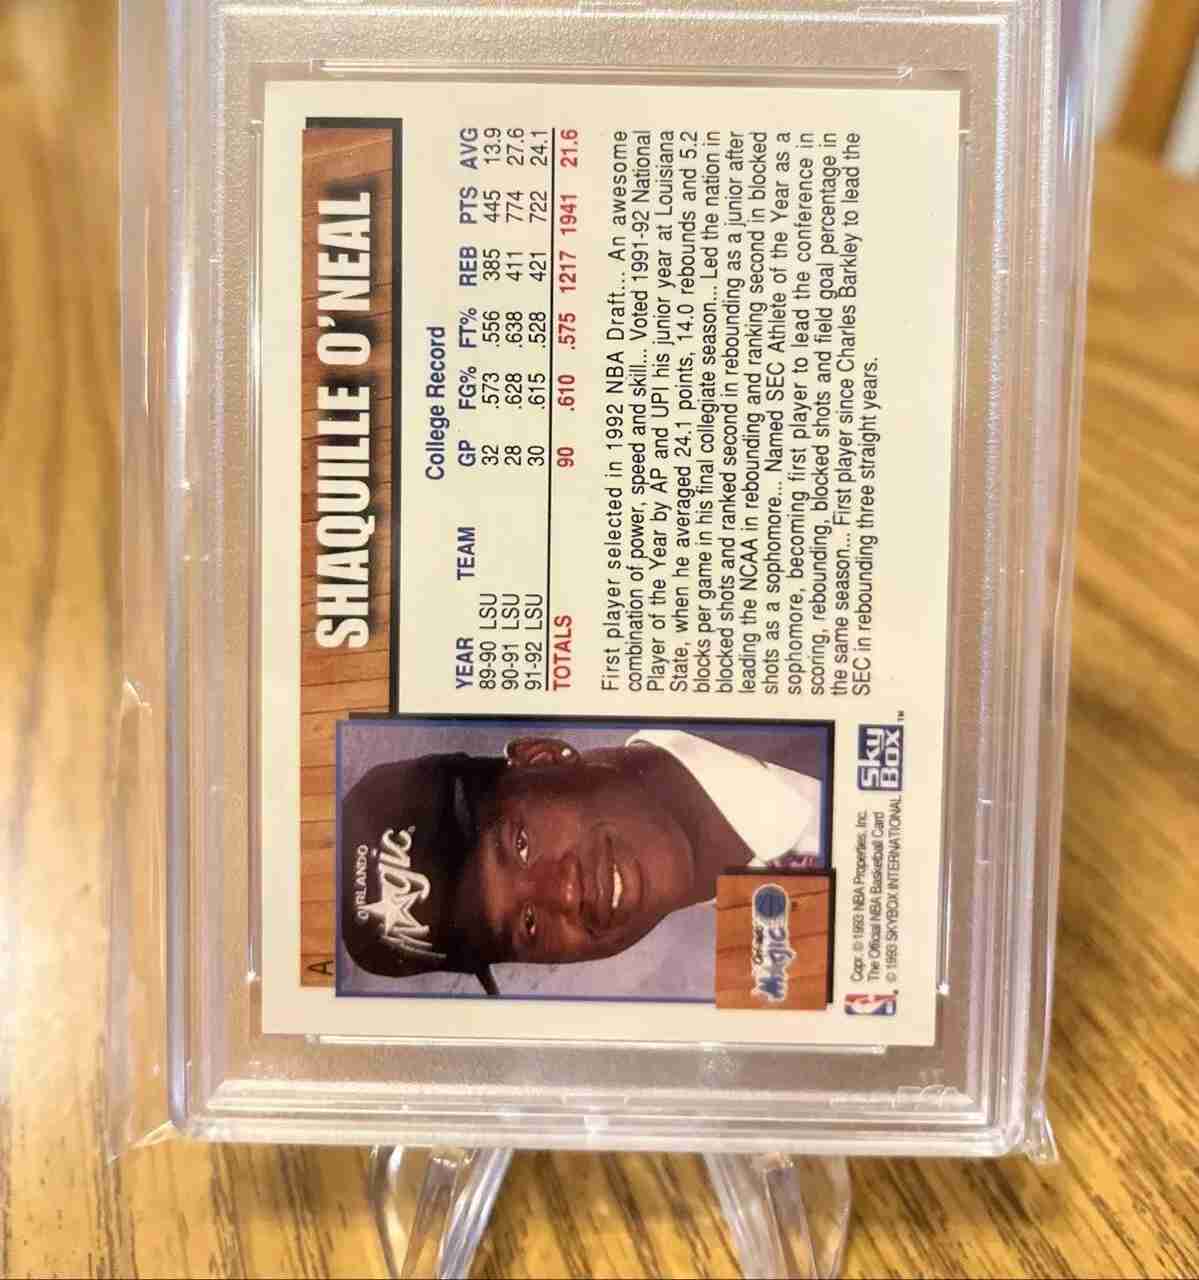 A
SHAQUILLE O'NEAL
College Record
YEAR TEAM GP FG% FT% REB PTS AVG
89-90 LSU 32 .573 .556 385 445 13.9
90-91 LSU 28 .628 .638 411 774 27.6
91-92 LSU 30 .615 .528 421 722 24.1
TOTALS 90 .610 .575 1217 1941 21.6
First player selected in 1992 NBA Draft... An awesome
combination of power, speed and skill... Voted 1991-92 National
Player of the Year by AP and UPI his junior year at Louisiana
State, when he averaged 24.1 points, 14.0 rebounds and 5.2
blocks per game in his final collegiate season... Led the nation in
blocked shots and ranked second in rebounding as a junior after
leading the NCAA in rebounding and ranking second in blocked
shots as a sophomore... Named SEC Athlete of the Year as a
sophomore, becoming first player to lead the conference in
scoring, rebounding, blocked shots and field goal percentage in
the same season... First player since Charles Barkley to lead the
SEC in rebounding three straight years.
ORLANDO
Magic
Orlando
Magic
Copr. © 1993 NBA Properties, Inc.
The Official NBA Basketball Card
© 1993 SKYBOX INTERNATIONAL
Sky
Box™